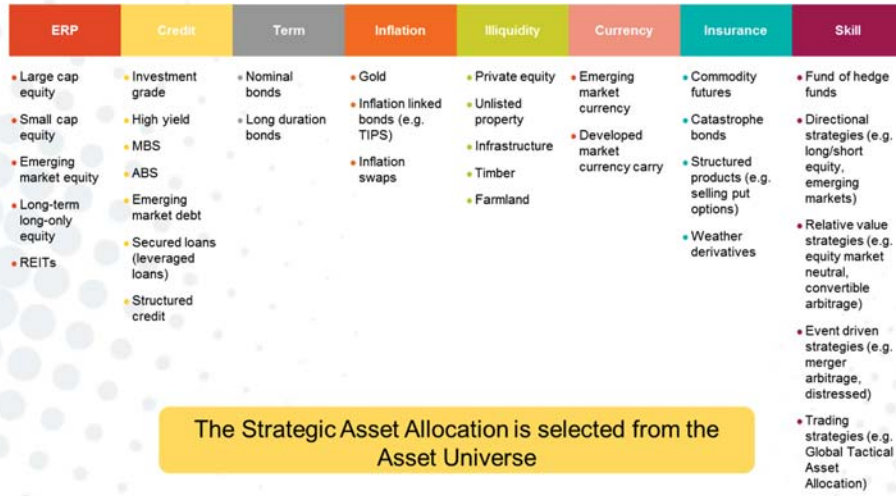 ERP
Credit
Term
Inflation
Illiquidity
Currency
Insurance
Skill
• Large cap
equity
• Small cap
equity
• Emerging
market equity
• Long-term
long-only
equity
• REITs
• Investment
grade
• High yield
• MBS
• ABS
• Emerging
market debt
• Secured loans
(leveraged
loans)
• Structured
credit
• Nominal
bonds
• Long duration
bonds
• Gold
• Inflation linked
bonds (e.g.
TIPS)
• Inflation
swaps
• Private equity
• Unlisted
property
• Infrastructure
• Timber
• Farmland
• Emerging
market
currency
• Developed
market
currency carry
• Commodity
futures
• Catastrophe
bonds
• Structured
products (e.g.
selling put
options)
• Weather
derivatives
• Fund of hedge
funds
• Directional
strategies (e.g.
long/short
equity,
emerging
markets)
• Relative value
strategies (e.g.
equity market
neutral,
convertible
arbitrage)
• Event driven
strategies (e.g.
merger
arbitrage,
distressed)
• Trading
strategies (e.g.
Global Tactical
Asset
Allocation)
The Strategic Asset Allocation is selected from the
Asset Universe